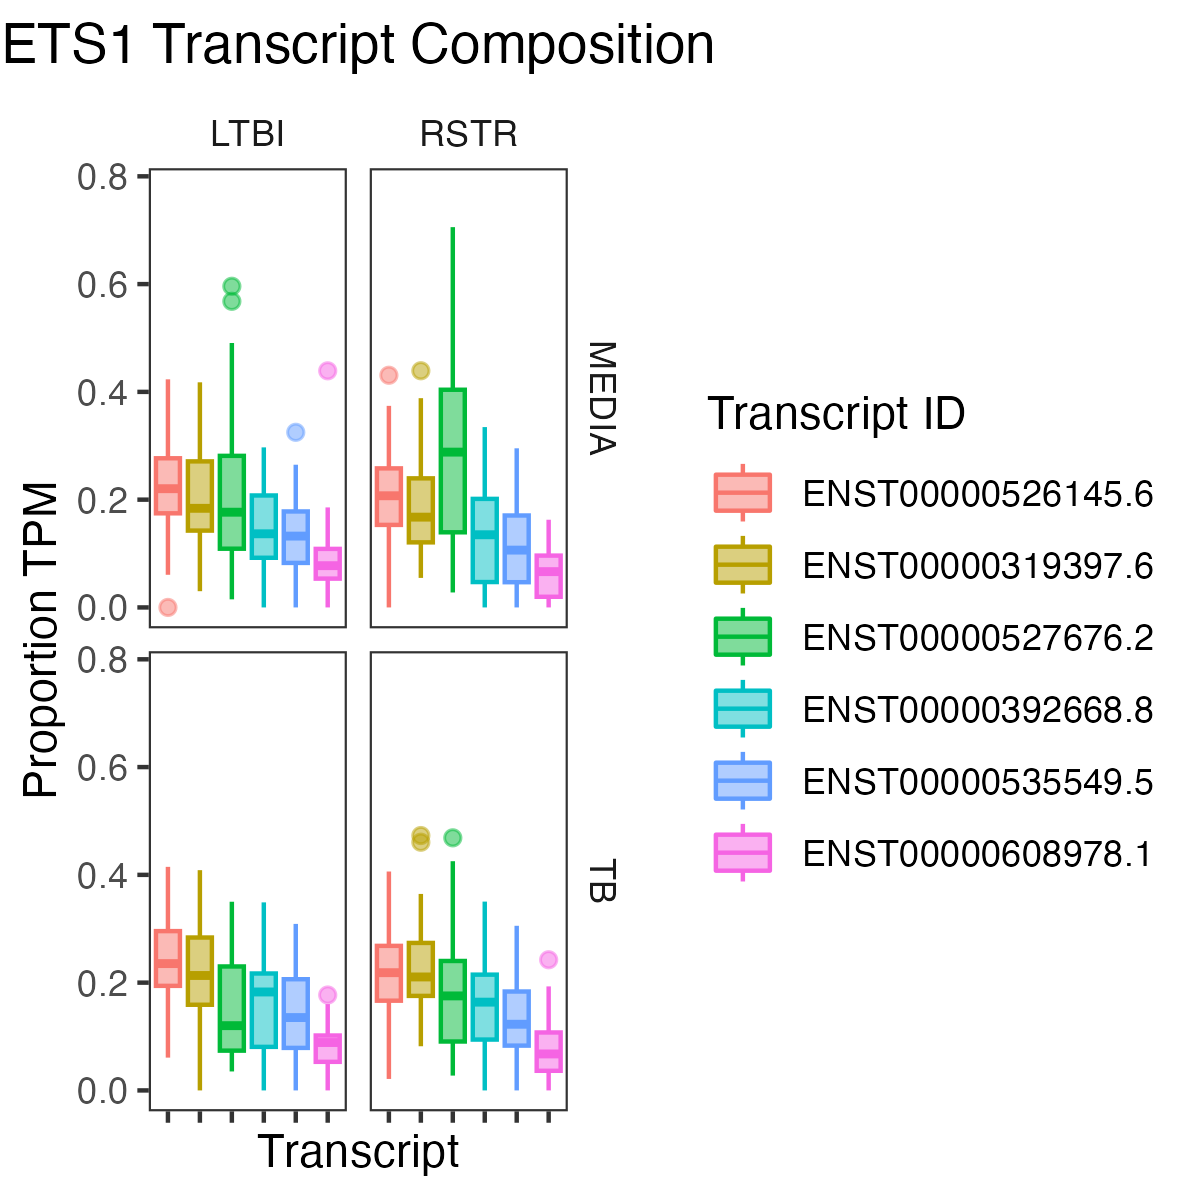 ETS1 Transcript Composition
LTBI
RSTR
0.8
0.6
0.4
0.2
0.0
MEDIA
0.8
0.6
0.4
0.2
0.0
TB
Proportion TPM
Transcript
Transcript ID
ENST00000526145.6
ENST00000319397.6
ENST00000527676.2
ENST00000392668.8
ENST00000535549.5
ENST00000608978.1